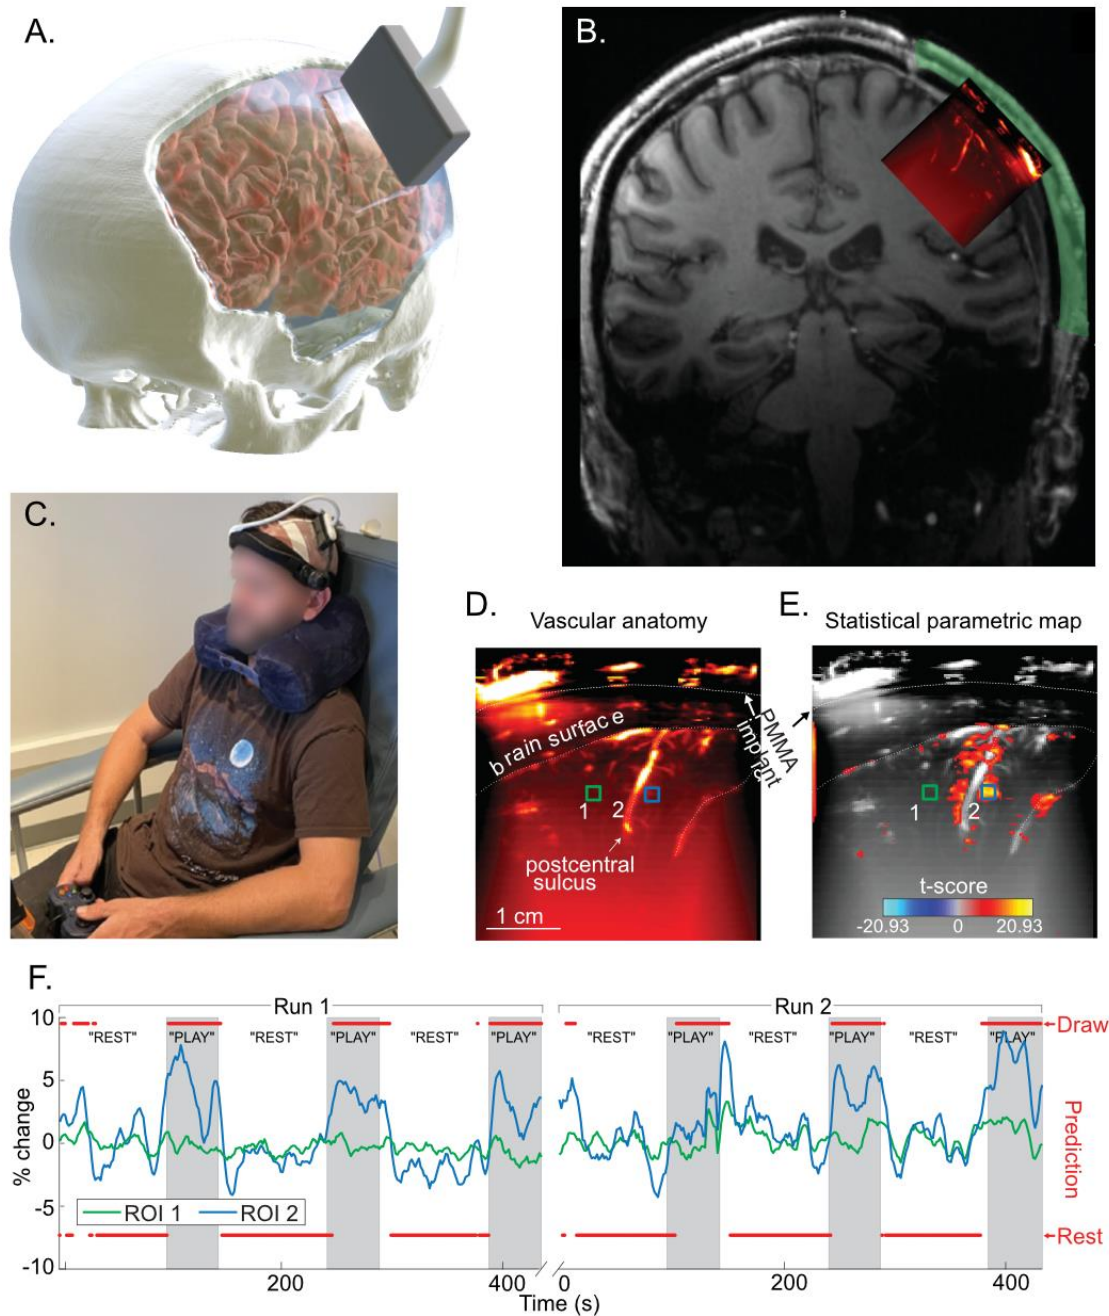 A.
B.
C.
D.
Vascular anatomy
brain surface
PMMA
implant
1
2
postcentral
sulcus
1 cm
E.
Statistical parametric map
1
2
t-score
-20.93 0 20.93
F.
Run 1
Run 2
"REST" "PLAY" "REST" "PLAY" "REST" "PLAY"
"REST" "PLAY" "REST" "PLAY" "REST" "PLAY"
Draw
Prediction
Rest
% change
10
5
0
-5
-10
ROI 1 ROI 2
200 400 0 200 400
Time (s)